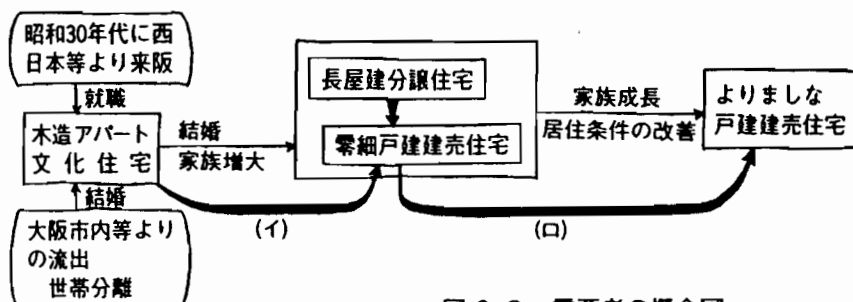 昭和30年代に西
日本等より来阪
就職
木造アパート
文化住宅
結婚
大阪市内等より
の流出
世帯分離
結婚
家族増大
(イ)
長屋建分譲住宅
零細戸建建売住宅
家族成長
居住条件の改善
(ロ)
よりましな
戸建建売住宅